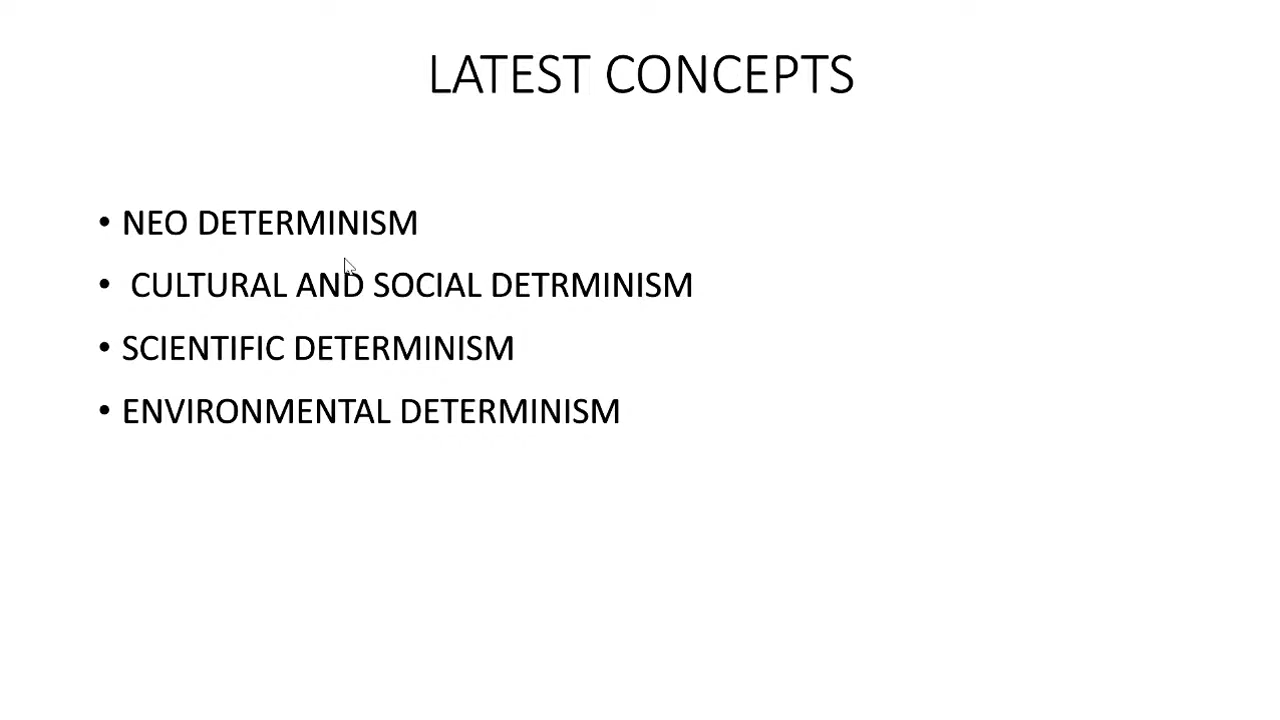 LATEST CONCEPTS
• NEO DETERMINISM
• CULTURAL AND SOCIAL DETRMINISM
• SCIENTIFIC DETERMINISM
• ENVIRONMENTAL DETERMINISM